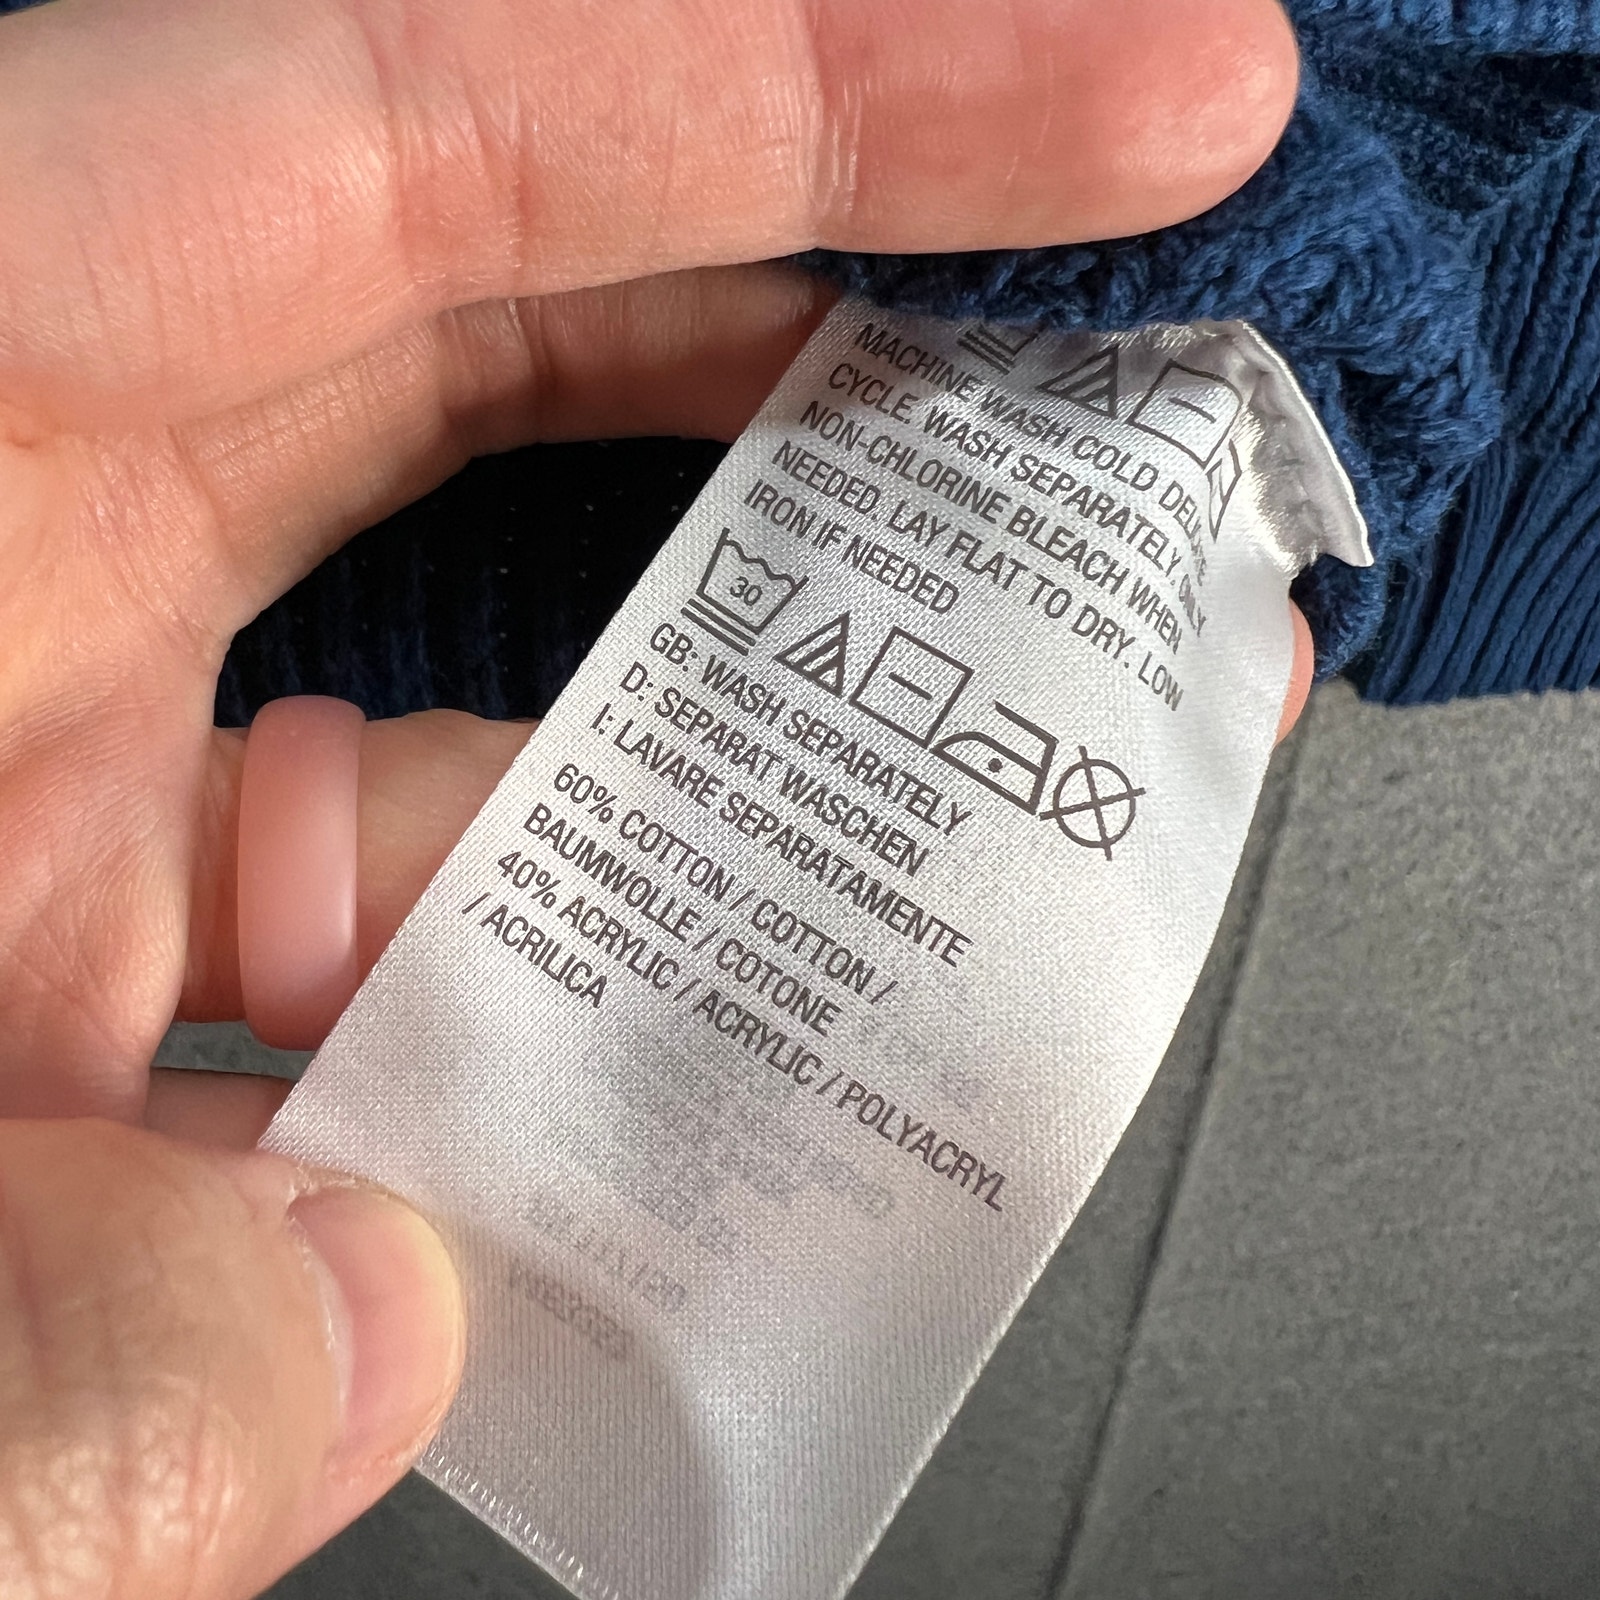 MACHINE WASH COLD DELICATE
CYCLE. WASH SEPARATELY. ONLY
NON-CHLORINE BLEACH WHEN
NEEDED. LAY FLAT TO DRY. LOW
IRON IF NEEDED
30
GB: WASH SEPARATELY
D: SEPARAT WASCHEN
I: LAVARE SEPARATAMENTE
60% COTTON / COTTON /
BAUMWOLLE / COTONE
40% ACRYLIC / ACRYLIC / POLYACRYL
/ ACRILICA